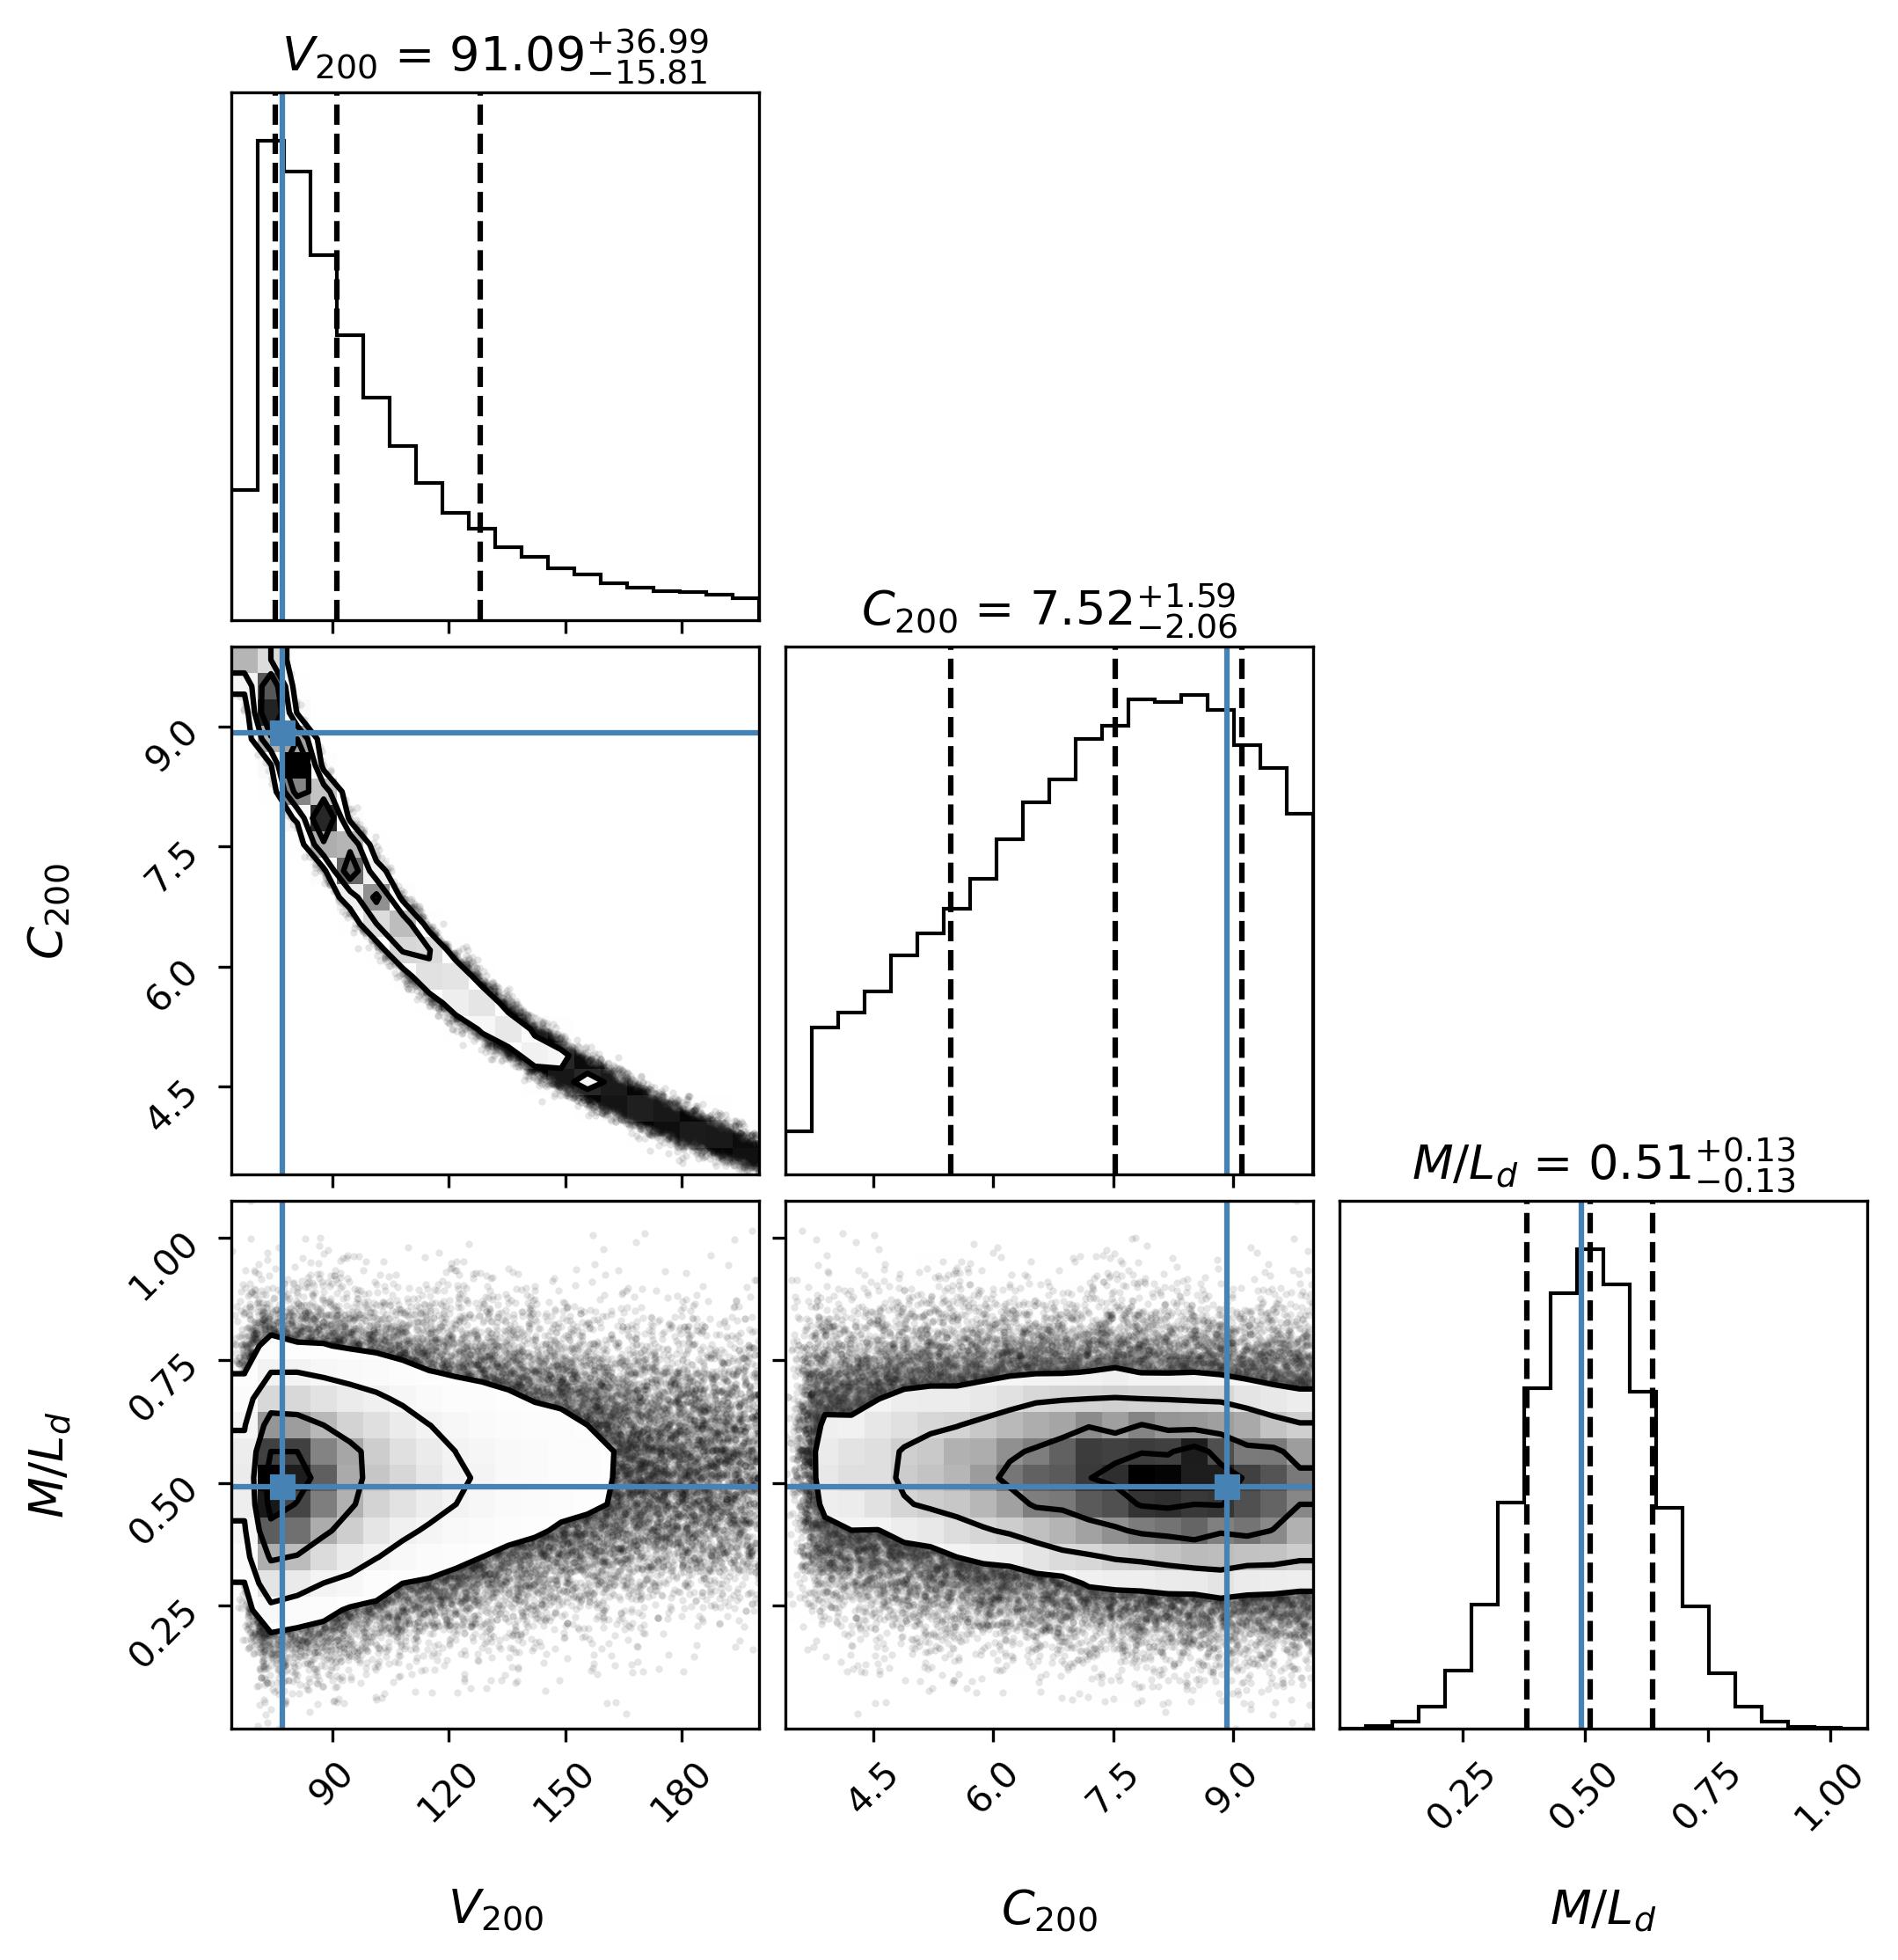 V₂₀₀ = 91.09⁺³⁶·⁹⁹₋₁₅.₈₁
C₂₀₀ = 7.52⁺¹·⁵⁹₋₂.₀₆
9.0
7.5
6.0
4.5
C₂₀₀
M/L_d = 0.51⁺⁰·¹³₋₀.₁₃
1.00
0.75
0.50
0.25
M/L_d
90 120 150 180 4.5 6.0 7.5 9.0 0.25 0.50 0.75 1.00
V₂₀₀ C₂₀₀ M/L_d